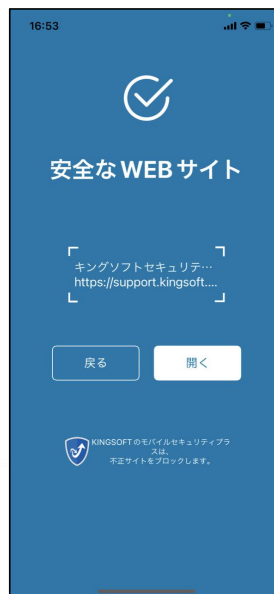 16:53
安全なWEBサイト
キングソフトセキュリテ…
https://support.kingsoft....
戻る
開く
KINGSOFT のモバイルセキュリティプラ
スは、
不正サイトをブロックします。